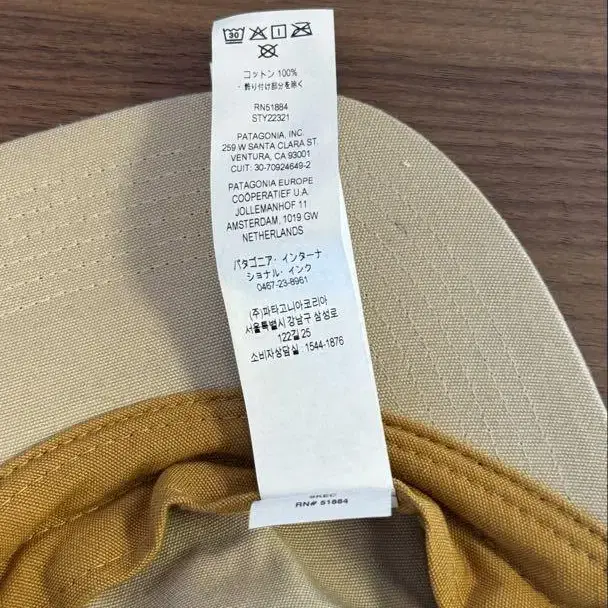 30
コットン 100%
・飾り付け部分を除く
RN51884
STY22321
PATAGONIA, INC.
259 W SANTA CLARA ST.
VENTURA, CA 93001
CUIT: 30-70924649-2
PATAGONIA EUROPE
COÖPERATIEF U.A.
JOLLEMANHOF 11
AMSTERDAM, 1019 GW
NETHERLANDS
パタゴニア・インターナ
ショナル・インク
0467-23-8961
(주)파타고니아코리아
서울특별시 강남구 삼성로
122길 25
소비자상담실 : 1544-1876
RN# 51884